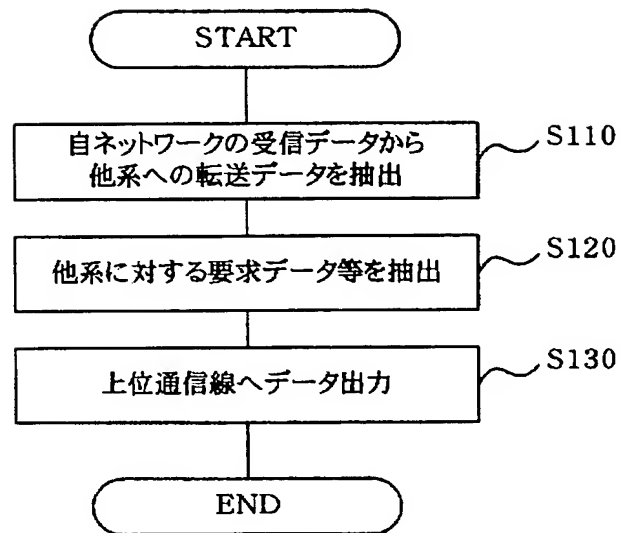 START
自ネットワークの受信データから
他系への転送データを抽出
S110
他系に対する要求データ等を抽出
S120
上位通信線へデータ出力
S130
END